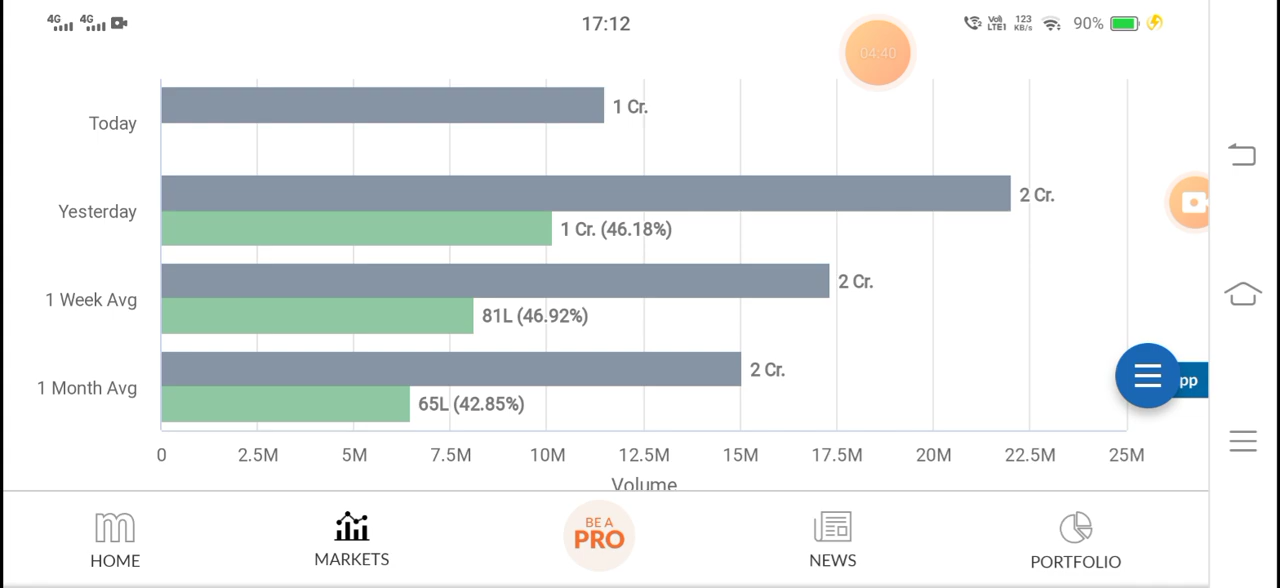 4G 4G 17:12 04:40 Vo) LTE1 123 KB/s 90%
Today 1 Cr.
Yesterday 2 Cr.
1 Cr. (46.18%)
1 Week Avg 2 Cr.
81L (46.92%)
1 Month Avg 2 Cr.
65L (42.85%)
pp
0 2.5M 5M 7.5M 10M 12.5M 15M 17.5M 20M 22.5M 25M
Volume
HOME MARKETS BE A PRO NEWS PORTFOLIO